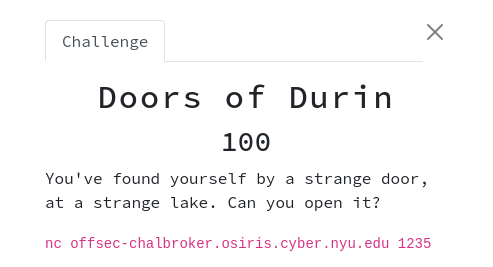 Challenge
Doors of Durin
100
You've found yourself by a strange door,
at a strange lake. Can you open it?
nc offsec-chalbroker.osiris.cyber.nyu.edu 1235